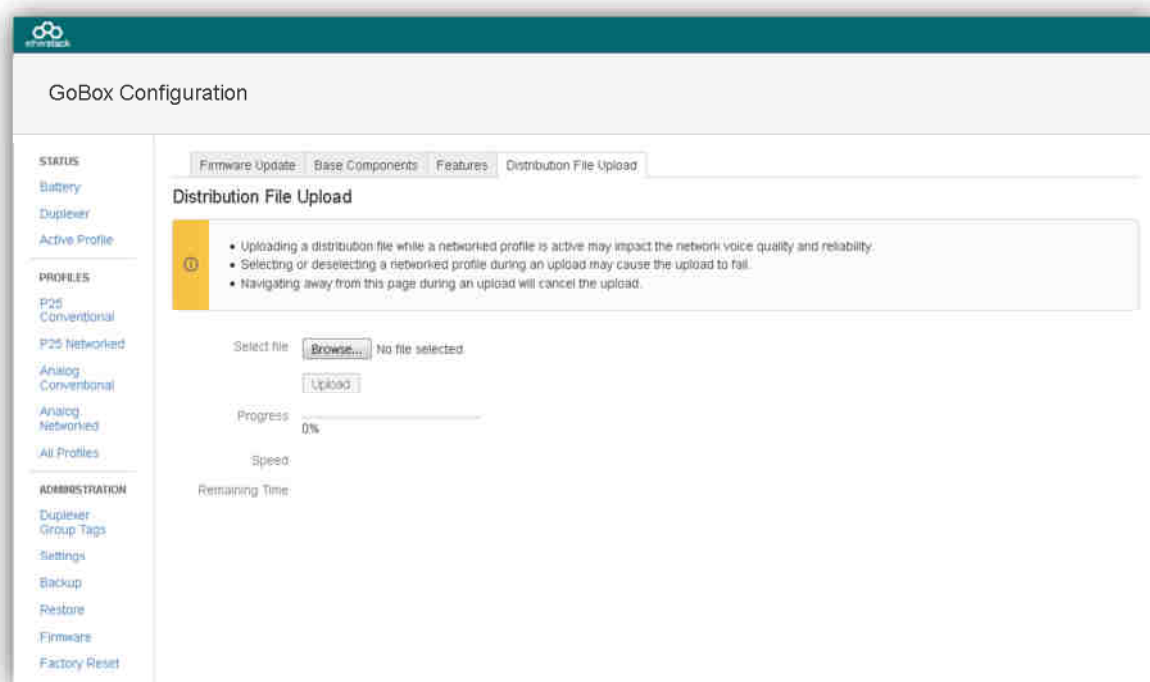 etherstack
GoBox Configuration
STATUS
Battery
Duplexer
Active Profile
PROFILES
P25
Conventional
P25 Networked
Analog
Conventional
Analog
Networked
All Profiles
ADMINISTRATION
Duplexer
Group Tags
Settings
Backup
Restore
Firmware
Factory Reset
Firmware Update Base Components Features Distribution File Upload
Distribution File Upload
• Uploading a distribution file while a networked profile is active may impact the network voice quality and reliability.
• Selecting or deselecting a networked profile during an upload may cause the upload to fail.
• Navigating away from this page during an upload will cancel the upload.
Select file Browse... No file selected.
Upload
Progress
0%
Speed
Remaining Time